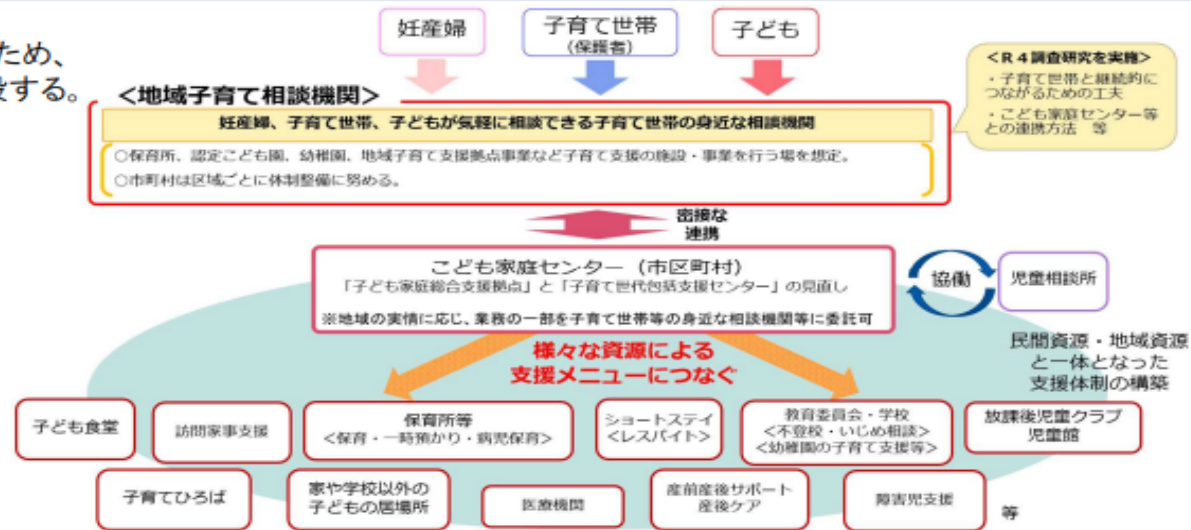 ため、
設する。
妊産婦
子育て世帯
(保護者)
子ども
<R4調査研究を実施>
・子育て世帯と継続的に
つながるための工夫
・こども家庭センター等
との連携方法 等
<地域子育て相談機関>
妊産婦、子育て世帯、子どもが気軽に相談できる子育て世帯の身近な相談機関
○保育所、認定こども園、幼稚園、地域子育て支援拠点事業など子育て支援の施設・事業を行う場を想定。
○市町村は区域ごとに体制整備に努める。
密接な
連携
こども家庭センター(市区町村)
「子ども家庭総合支援拠点」と「子育て世代包括支援センター」の見直し
※地域の実情に応じ、業務の一部を子育て世帯等の身近な相談機関等に委託可
協働
児童相談所
様々な資源による
支援メニューにつなぐ
民間資源・地域資源
と一体となった
支援体制の構築
子ども食堂
訪問家事支援
保育所等
<保育・一時預かり・病児保育>
ショートステイ
<レスパイト>
教育委員会・学校
<不登校・いじめ相談>
<幼稚園の子育て支援等>
放課後児童クラブ
児童館
子育てひろば
家や学校以外の
子どもの居場所
医療機関
産前産後サポート
産後ケア
障害児支援
等